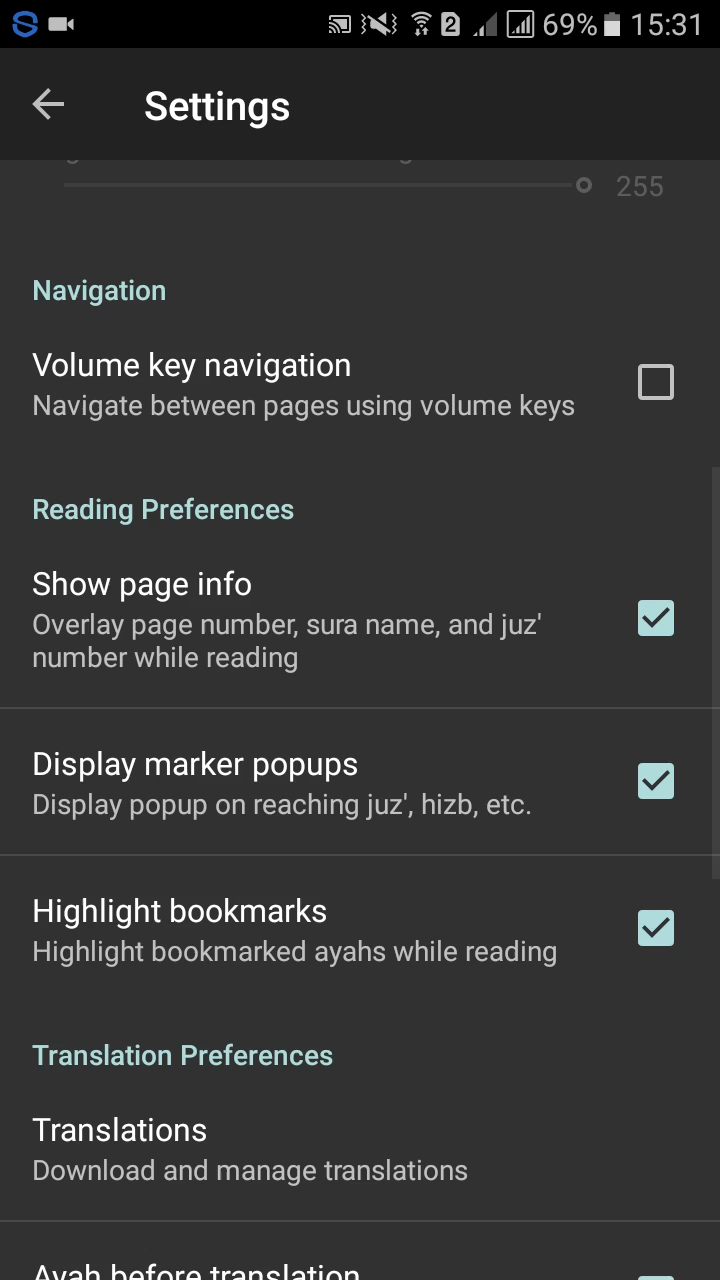 2 69% 15:31
Settings
255
Navigation
Volume key navigation
Navigate between pages using volume keys
Reading Preferences
Show page info
Overlay page number, sura name, and juz'
number while reading
Display marker popups
Display popup on reaching juz', hizb, etc.
Highlight bookmarks
Highlight bookmarked ayahs while reading
Translation Preferences
Translations
Download and manage translations
Ayah before translation